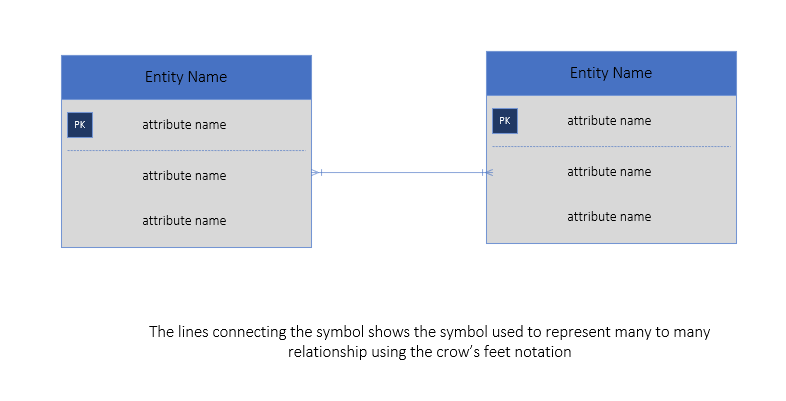 Entity Name
PK
attribute name
attribute name
attribute name
Entity Name
PK
attribute name
attribute name
attribute name
The lines connecting the symbol shows the symbol used to represent many to many
relationship using the crow’s feet notation